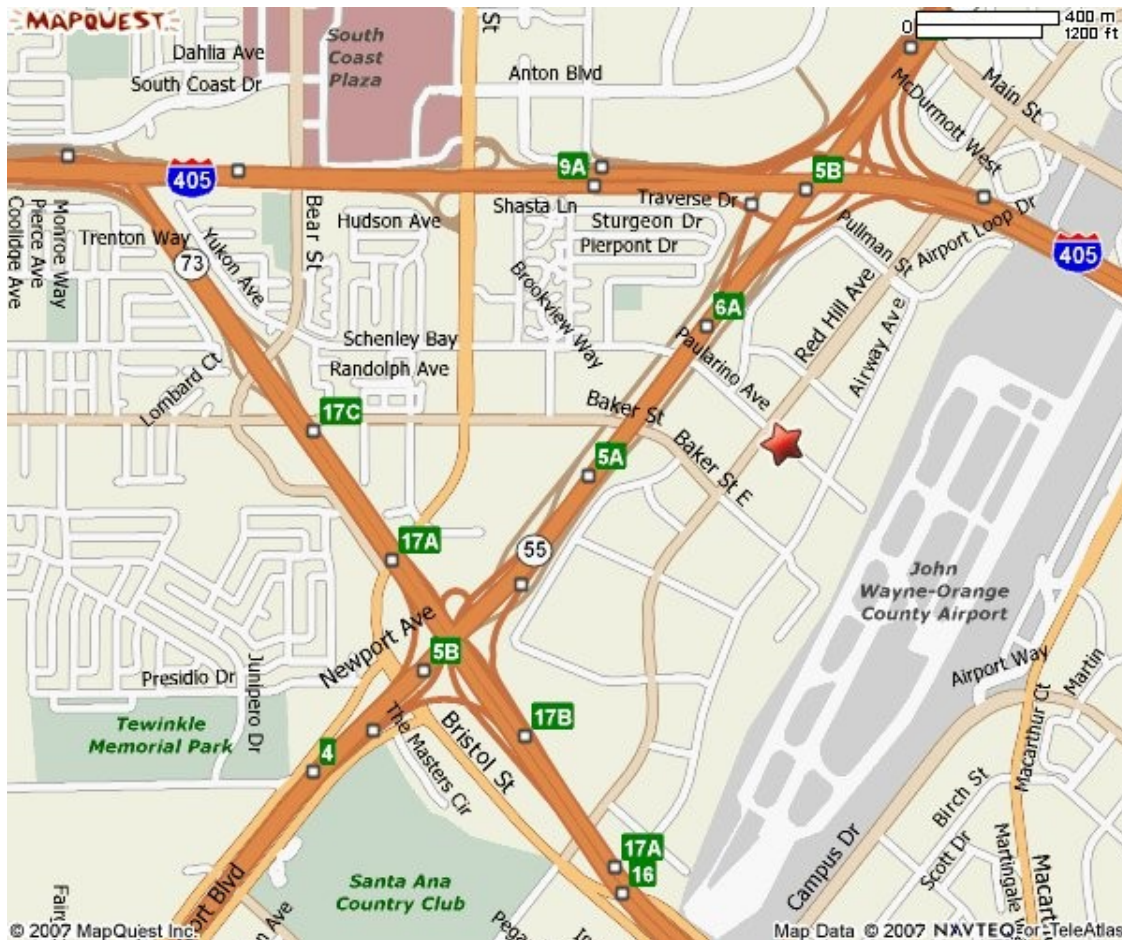 MAPQUEST
St
South
Coast
Plaza
Dahlia Ave
South Coast Dr
Anton Blvd
0
400 m
1200 ft
Main St
McDurmott West
405
9A
5B
Shasta Ln
Traverse Dr
Sturgeon Dr
Pierpont Dr
Hudson Ave
Bear St
Coolidge Ave
Pierce Ave
Monroe Way
Trenton Way
73
Yukon Ave
Pullman St
Airport Loop Dr
405
Red Hill Ave
Airway Ave
6A
Brookview Way
Schenley Bay
Randolph Ave
Paularino Ave
Lombard Ct
17C
Baker St
Baker St E
5A
17A
55
John
Wayne-Orange
County Airport
Newport Ave
5B
Presidio Dr
Junipero Dr
Airport Way
Martin
Tewinkle
Memorial Park
4
The Masters Cir
Bristol St
17B
Macarthur Ct
Birch St
Scott Dr
Martingale
Campus Dr
17A
16
Santa Ana
Country Club
© 2007 MapQuest Inc.
Map Data © 2007 NAVTEQ or TeleAtlas